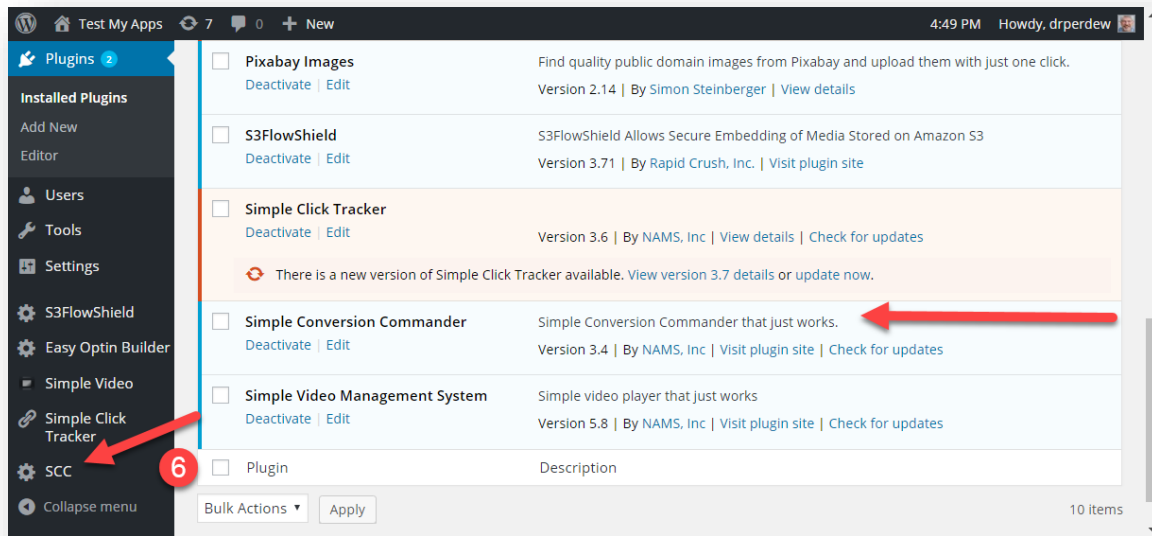 Test My Apps 7 0 New 4:49 PM Howdy, drperdew
Plugins 2
Installed Plugins
Add New
Editor
Users
Tools
Settings
S3FlowShield
Easy Optin Builder
Simple Video
Simple Click
Tracker
SCC
Collapse menu
Pixabay Images
Deactivate | Edit
Find quality public domain images from Pixabay and upload them with just one click.
Version 2.14 | By Simon Steinberger | View details
S3FlowShield
Deactivate | Edit
S3FlowShield Allows Secure Embedding of Media Stored on Amazon S3
Version 3.71 | By Rapid Crush, Inc. | Visit plugin site
Simple Click Tracker
Deactivate | Edit
Version 3.6 | By NAMS, Inc | View details | Check for updates
There is a new version of Simple Click Tracker available. View version 3.7 details or update now.
Simple Conversion Commander
Deactivate | Edit
Simple Conversion Commander that just works.
Version 3.4 | By NAMS, Inc | Visit plugin site | Check for updates
Simple Video Management System
Deactivate | Edit
Simple video player that just works
Version 5.8 | By NAMS, Inc | Visit plugin site | Check for updates
6
Plugin Description
Bulk Actions Apply 10 items